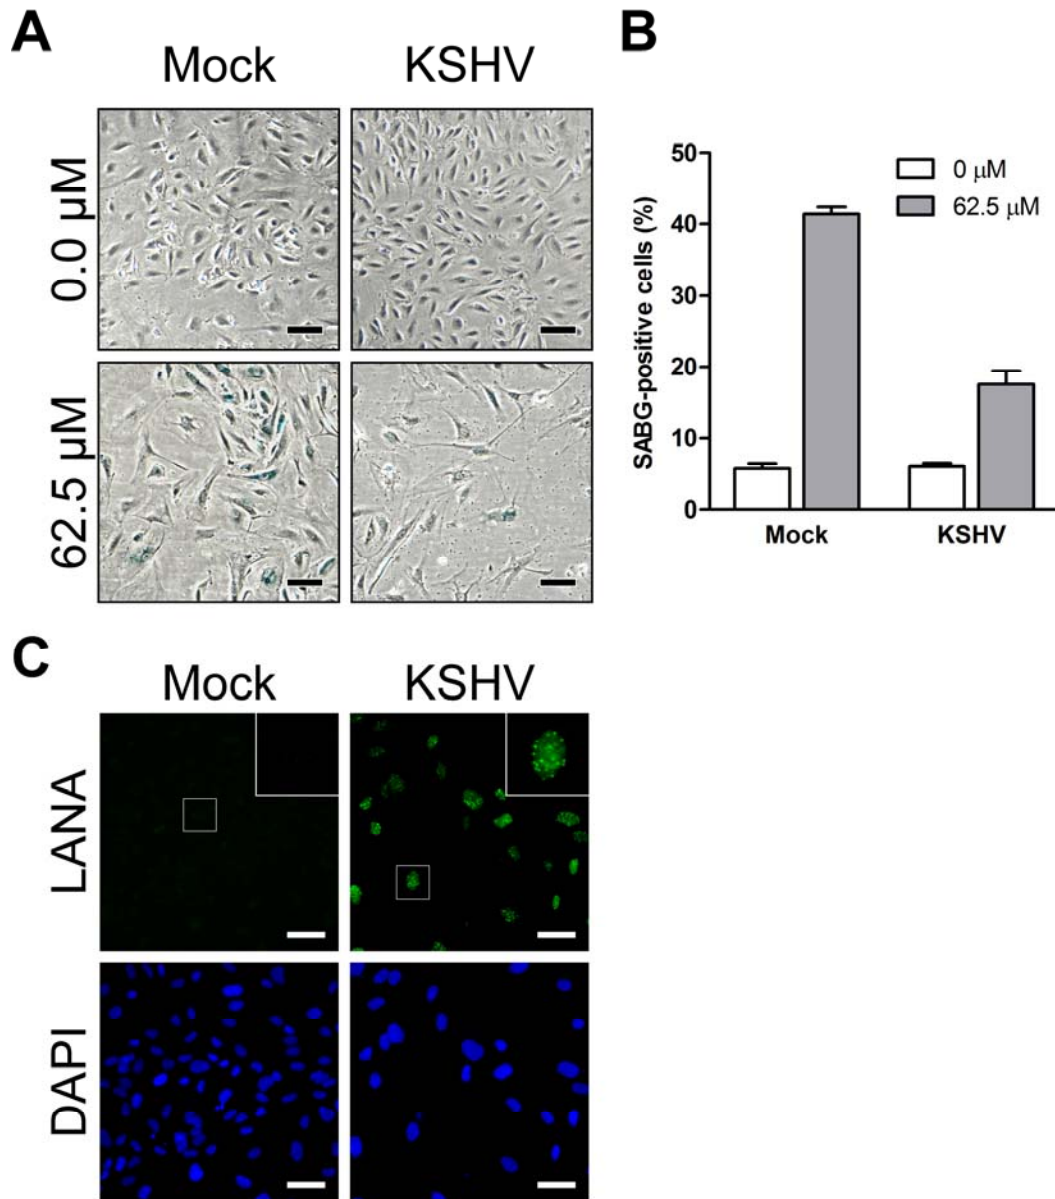 A
Mock KSHV
0.0 µM
62.5 µM
B
SABG-positive cells (%)
50
40
30
20
10
0
0 µM
62.5 µM
Mock KSHV
C
Mock KSHV
LANA
DAPI